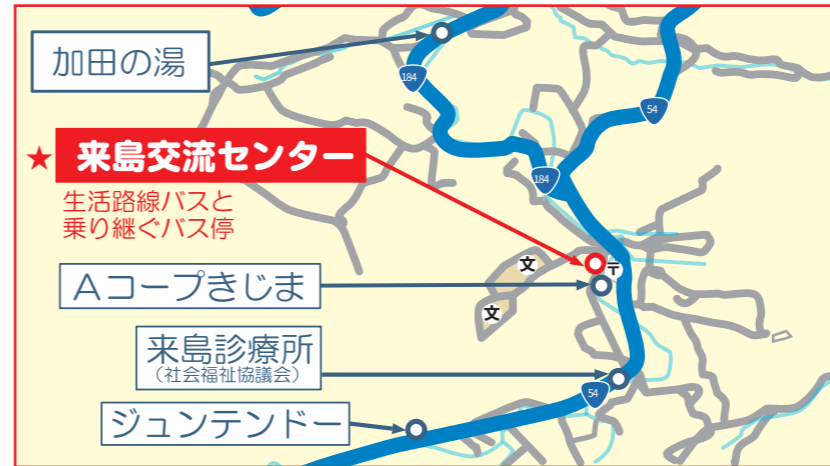 加田の湯
184
54
★ 来島交流センター
生活路線バスと
乗り継ぐバス停
184
文
〒
Aコープきじま
文
来島診療所
（社会福祉協議会）
54
ジュンテンドー